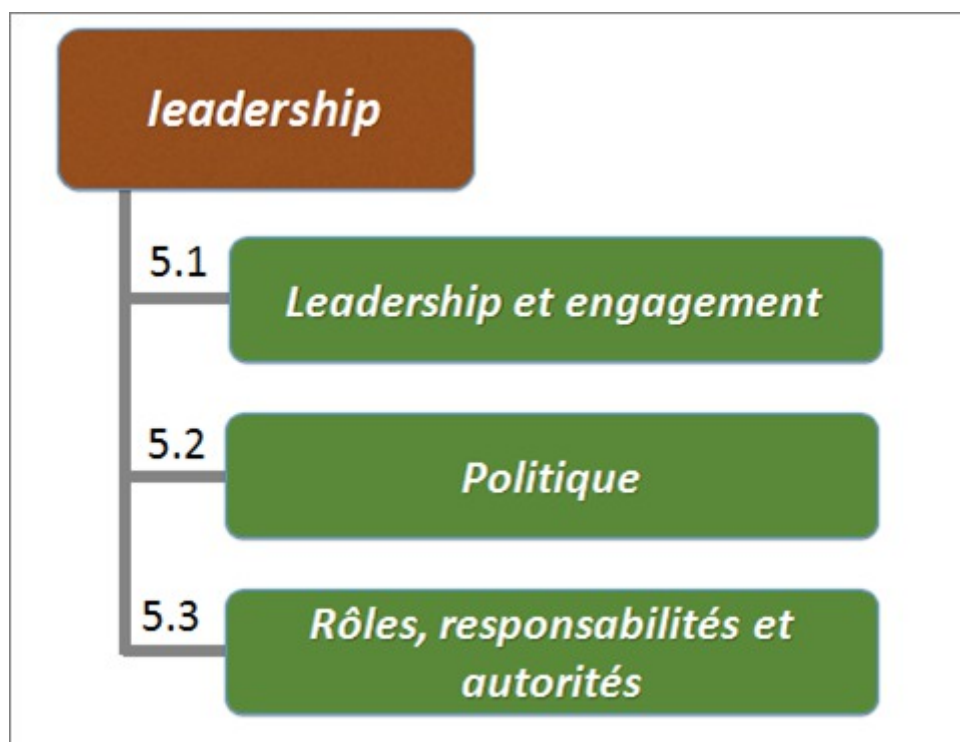 leadership
5.1
Leadership et engagement
5.2
Politique
5.3
Rôles, responsabilités et
autorités